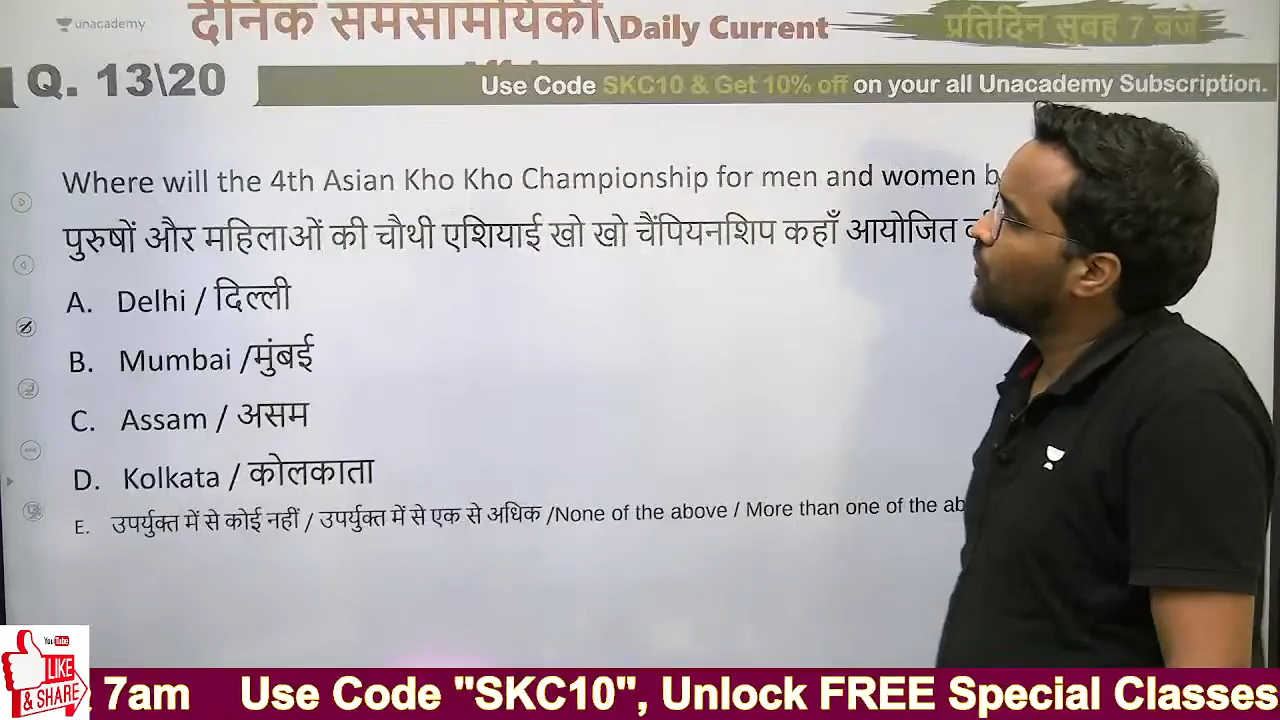 unacademy
दैनिक समसामयिकी\Daily Current
प्रतिदिन सुबह 7 बजे
Q. 13\20
Use Code SKC10 & Get 10% off on your all Unacademy Subscription.
Where will the 4th Asian Kho Kho Championship for men and women
पुरुषों और महिलाओं की चौथी एशियाई खो खो चैंपियनशिप कहाँ आयोजित
A. Delhi / दिल्ली
B. Mumbai /मुंबई
C. Assam / असम
D. Kolkata / कोलकाता
E. उपर्युक्त में से कोई नहीं / उपर्युक्त में से एक से अधिक /None of the above / More than one of the
YouTube
LIKE
& SHARE
7am Use Code "SKC10", Unlock FREE Special Classes